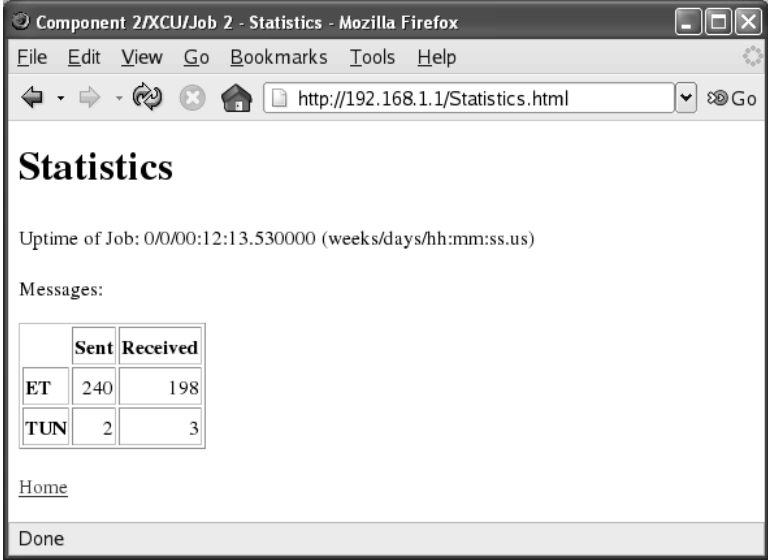 Component 2/XCU/Job 2 - Statistics - Mozilla Firefox
File Edit View Go Bookmarks Tools Help
http://192.168.1.1/Statistics.html Go
Statistics
Uptime of Job: 0/0/00:12:13.530000 (weeks/days/hh:mm:ss.us)
Messages:
Sent Received
ET 240 198
TUN 2 3
Home
Done